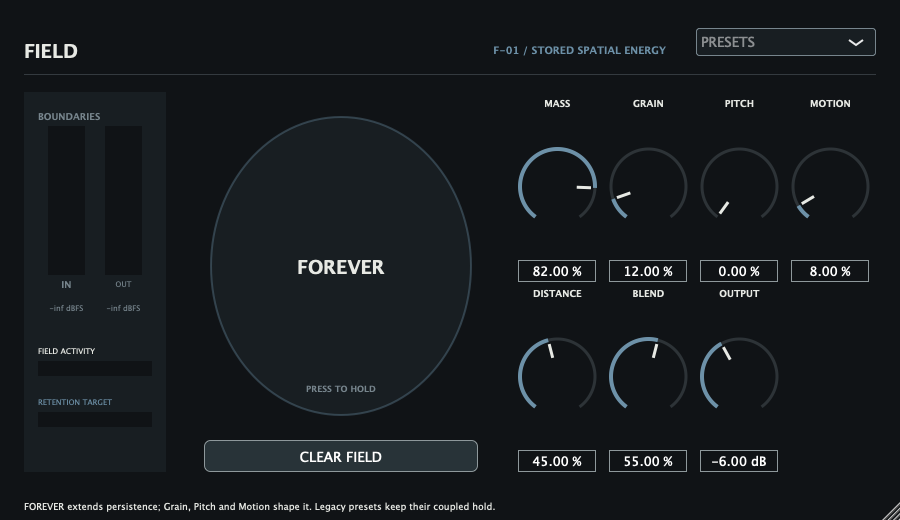 FIELD
F-01 / STORED SPATIAL ENERGY
PRESETS
BOUNDARIES
IN OUT
-inf dBFS -inf dBFS
FIELD ACTIVITY
RETENTION TARGET
FOREVER
PRESS TO HOLD
CLEAR FIELD
MASS GRAIN PITCH MOTION
82.00 % 12.00 % 0.00 % 8.00 %
DISTANCE BLEND OUTPUT
45.00 % 55.00 % -6.00 dB
FOREVER extends persistence; Grain, Pitch and Motion shape it. Legacy presets keep their coupled hold.